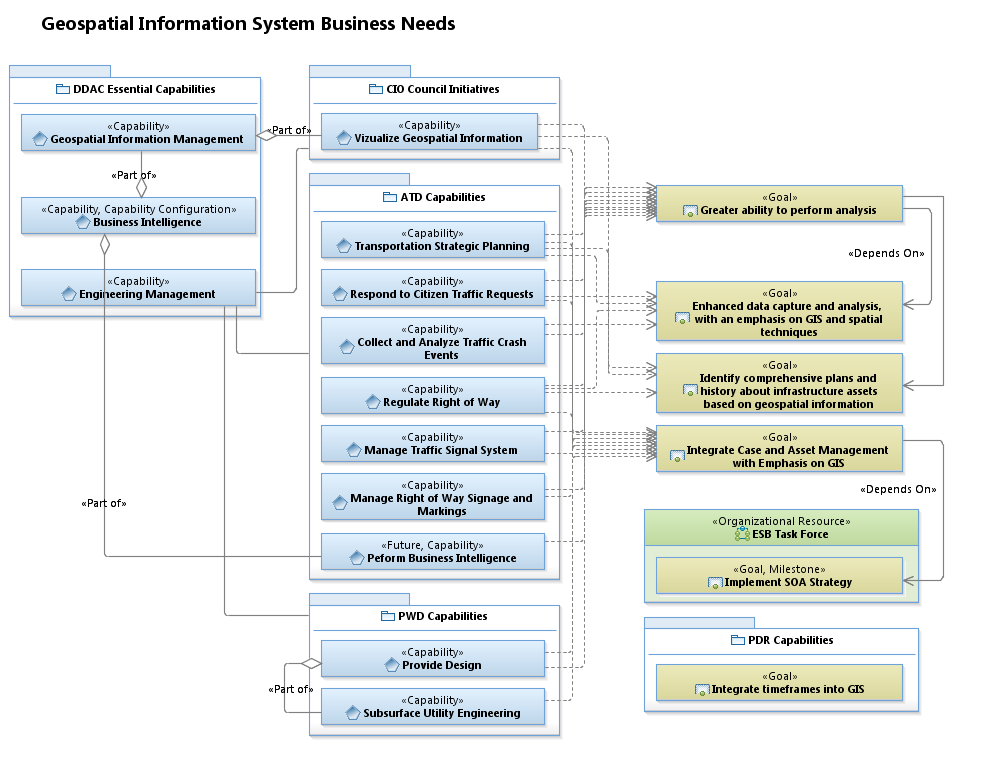 Geospatial Information System Business Needs
DDAC Essential Capabilities
«Capability»
Geospatial Information Management
«Part of»
«Capability, Capability Configuration»
Business Intelligence
«Capability»
Engineering Management
«Part of»
«Part of»
CIO Council Initiatives
«Capability»
Vizualize Geospatial Information
ATD Capabilities
«Capability»
Transportation Strategic Planning
«Capability»
Respond to Citizen Traffic Requests
«Capability»
Collect and Analyze Traffic Crash
Events
«Capability»
Regulate Right of Way
«Capability»
Manage Traffic Signal System
«Capability»
Manage Right of Way Signage and
Markings
«Future, Capability»
Peform Business Intelligence
PWD Capabilities
«Capability»
Provide Design
«Part of»
«Capability»
Subsurface Utility Engineering
«Goal»
Greater ability to perform analysis
«Depends On»
«Goal»
Enhanced data capture and analysis,
with an emphasis on GIS and spatial
techniques
«Goal»
Identify comprehensive plans and
history about infrastructure assets
based on geospatial information
«Goal»
Integrate Case and Asset Management
with Emphasis on GIS
«Depends On»
«Organizational Resource»
ESB Task Force
«Goal, Milestone»
Implement SOA Strategy
PDR Capabilities
«Goal»
Integrate timeframes into GIS